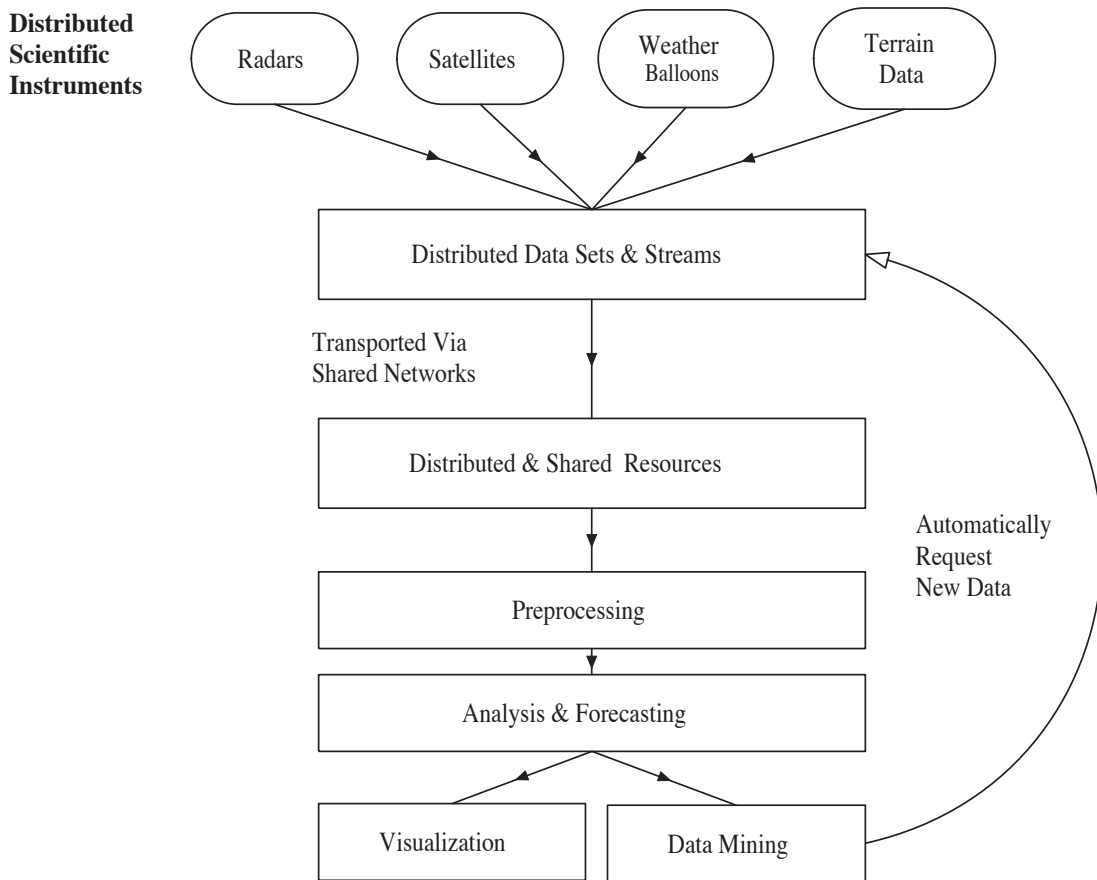 Distributed
Scientific
Instruments
Radars
Satellites
Weather
Balloons
Terrain
Data
Distributed Data Sets & Streams
Transported Via
Shared Networks
Distributed & Shared Resources
Automatically
Request
New Data
Preprocessing
Analysis & Forecasting
Visualization
Data Mining